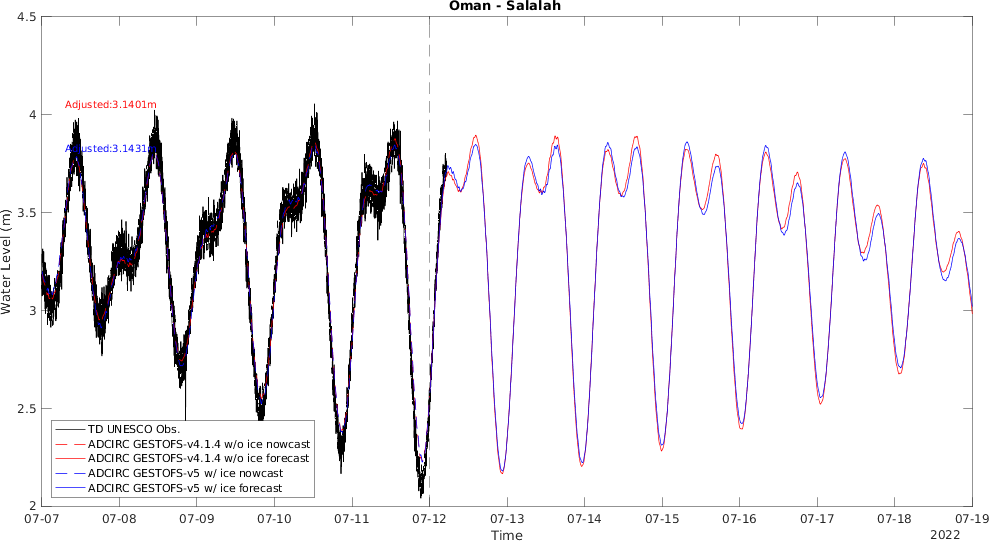 Oman - Salalah
4.5
4
3.5
3
2.5
2
Water Level (m)
Adjusted:3.1401m
Adjusted:3.1431m
TD UNESCO Obs.
ADCIRC GESTOFS-v4.1.4 w/o ice nowcast
ADCIRC GESTOFS-v4.1.4 w/o ice forecast
ADCIRC GESTOFS-v5 w/ ice nowcast
ADCIRC GESTOFS-v5 w/ ice forecast
07-07 07-08 07-09 07-10 07-11 07-12 07-13 07-14 07-15 07-16 07-17 07-18 07-19
Time
2022